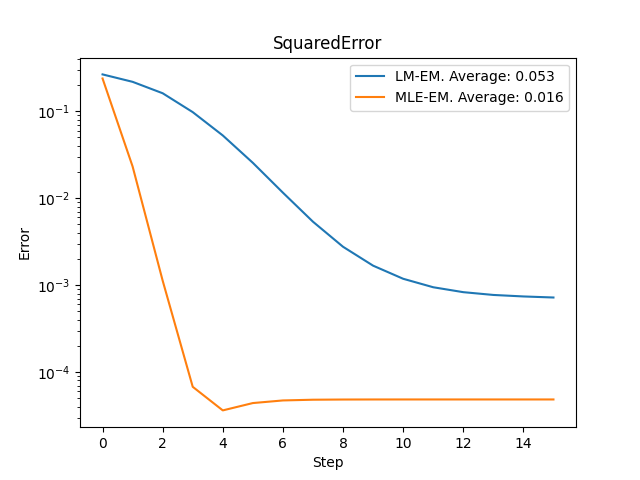 SquaredError
LM-EM. Average: 0.053
MLE-EM. Average: 0.016
10⁻¹
10⁻²
10⁻³
10⁻⁴
Error
0 2 4 6 8 10 12 14
Step